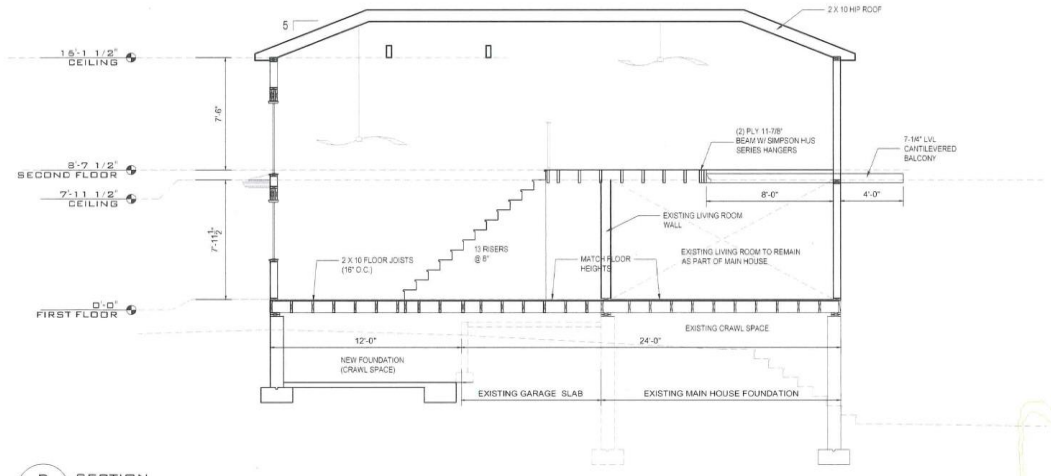 2 X 10 HIP ROOF
5
16'-1 1/2"
CEILING
7'-6"
(2) PLY 11-7/8"
BEAM W/ SIMPSON HUS
SERIES HANGERS
7-1/4" LVL
CANTILEVERED
BALCONY
8'-7 1/2"
SECOND FLOOR
7'-11 1/2"
CEILING
8'-0"
4'-0"
7'-11 1/2"
EXISTING LIVING ROOM
WALL
13 RISERS
@ 8"
2 X 10 FLOOR JOISTS
(16" O.C.)
MATCH FLOOR
HEIGHTS
EXISTING LIVING ROOM TO REMAIN
AS PART OF MAIN HOUSE
0'-0"
FIRST FLOOR
EXISTING CRAWL SPACE
12'-0"
24'-0"
NEW FOUNDATION
(CRAWL SPACE)
EXISTING GARAGE SLAB
EXISTING MAIN HOUSE FOUNDATION
SECTION